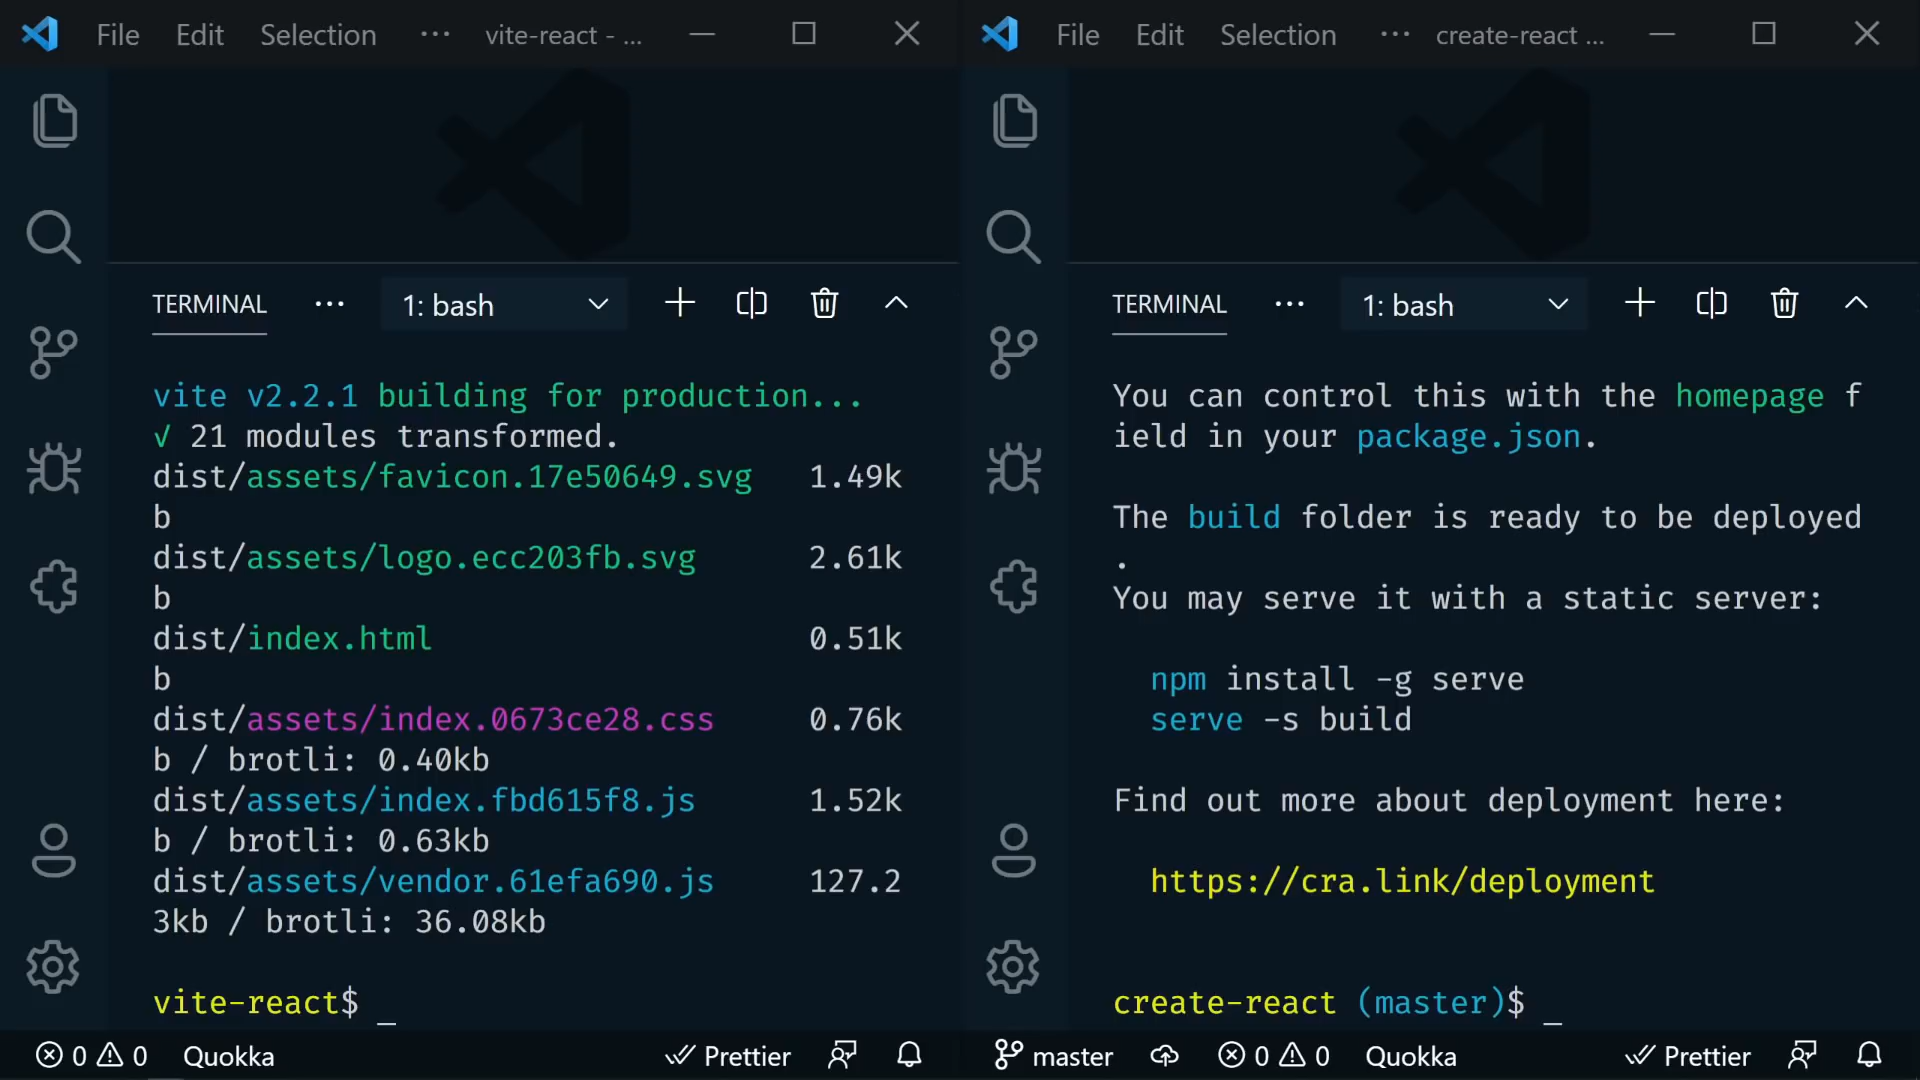 File Edit Selection ··· vite-react - ...
TERMINAL ··· 1: bash
vite v2.2.1 building for production...
√ 21 modules transformed.
dist/assets/favicon.17e50649.svg 1.49k
b
dist/assets/logo.ecc203fb.svg 2.61k
b
dist/index.html 0.51k
b
dist/assets/index.0673ce28.css 0.76k
b / brotli: 0.40kb
dist/assets/index.fbd615f8.js 1.52k
b / brotli: 0.63kb
dist/assets/vendor.61efa690.js 127.2
3kb / brotli: 36.08kb
vite-react$ _
0 0 Quokka Prettier
File Edit Selection ··· create-react ...
TERMINAL ··· 1: bash
You can control this with the homepage f
ield in your package.json.
The build folder is ready to be deployed
.
You may serve it with a static server:
npm install -g serve
serve -s build
Find out more about deployment here:
https://cra.link/deployment
create-react (master)$ _
master 0 0 Quokka Prettier